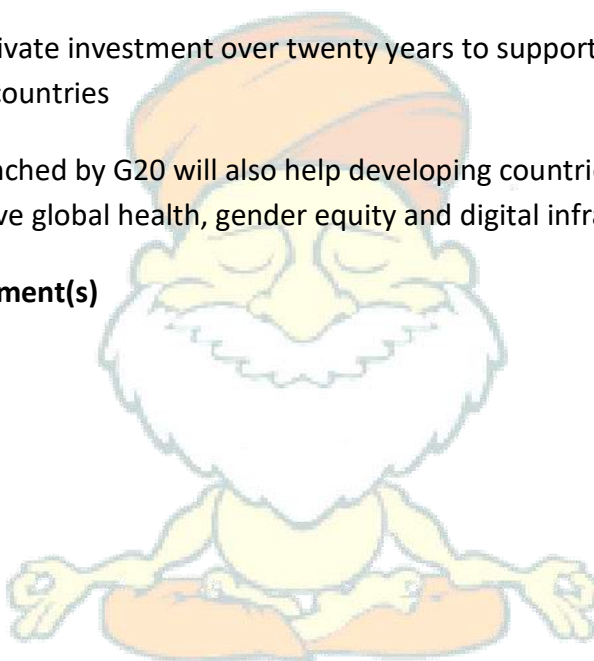 ivate investment over twenty years to support
countries
ched by G20 will also help developing countri
ve global health, gender equity and digital infra
ment(s)